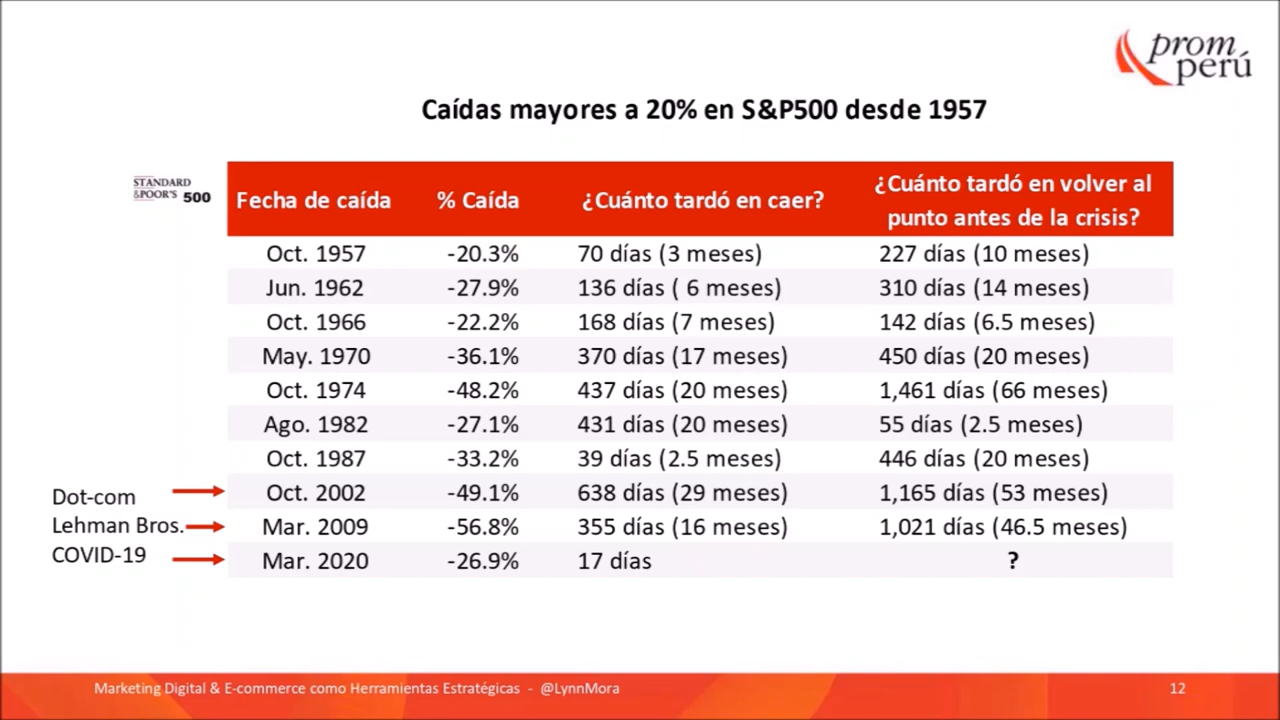 prom
perú
Caídas mayores a 20% en S&P500 desde 1957
STANDARD
&POOR'S 500
Fecha de caída % Caída ¿Cuánto tardó en caer? ¿Cuánto tardó en volver al punto antes de la crisis?
Oct. 1957 -20.3% 70 días (3 meses) 227 días (10 meses)
Jun. 1962 -27.9% 136 días ( 6 meses) 310 días (14 meses)
Oct. 1966 -22.2% 168 días (7 meses) 142 días (6.5 meses)
May. 1970 -36.1% 370 días (17 meses) 450 días (20 meses)
Oct. 1974 -48.2% 437 días (20 meses) 1,461 días (66 meses)
Ago. 1982 -27.1% 431 días (20 meses) 55 días (2.5 meses)
Oct. 1987 -33.2% 39 días (2.5 meses) 446 días (20 meses)
Dot-com Oct. 2002 -49.1% 638 días (29 meses) 1,165 días (53 meses)
Lehman Bros. Mar. 2009 -56.8% 355 días (16 meses) 1,021 días (46.5 meses)
COVID-19 Mar. 2020 -26.9% 17 días ?
Marketing Digital & E-commerce como Herramientas Estratégicas - @LynnMora 12